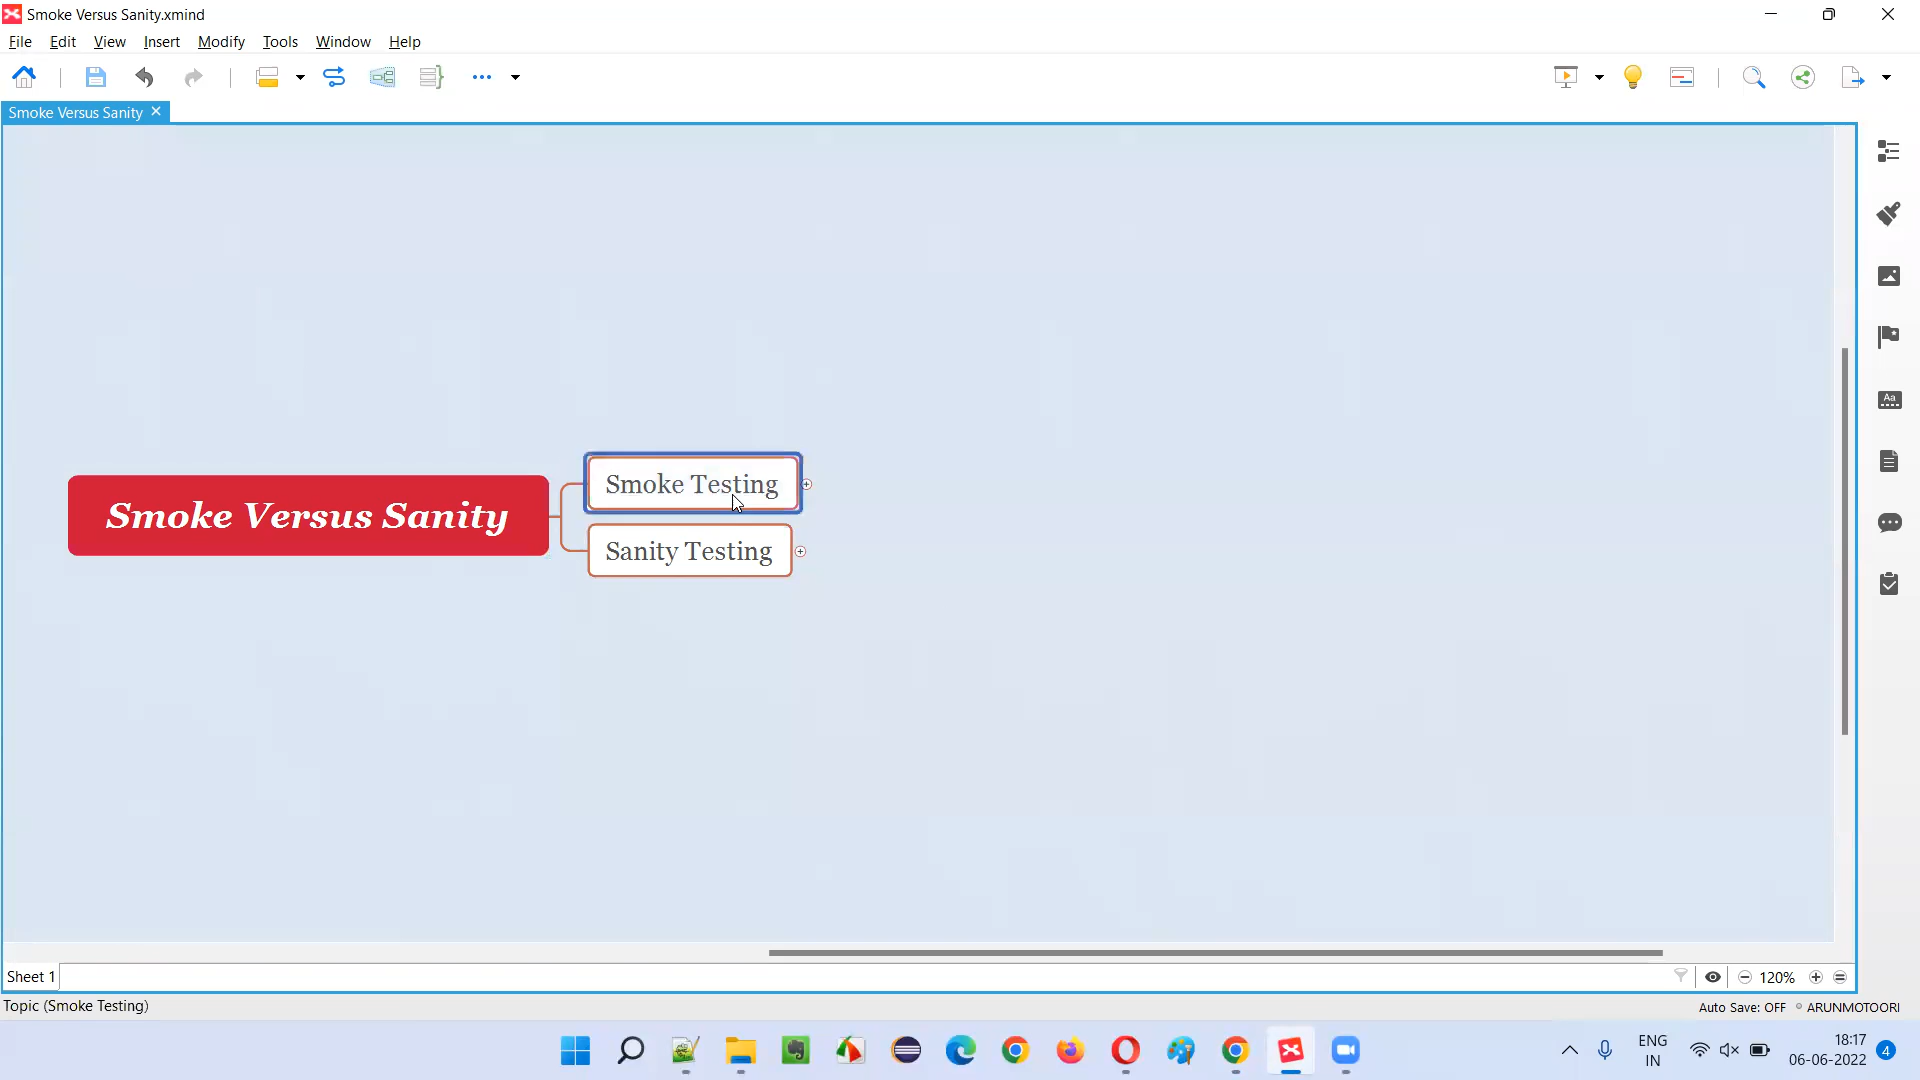 Smoke Versus Sanity.xmind
File Edit View Insert Modify Tools Window Help
Smoke Versus Sanity
Aa
Smoke Testing
Smoke Versus Sanity
Sanity Testing
Sheet 1
120%
Topic (Smoke Testing)
Auto Save: OFF ARUNMOTOORI
ENG
IN
18:17
06-06-2022
4